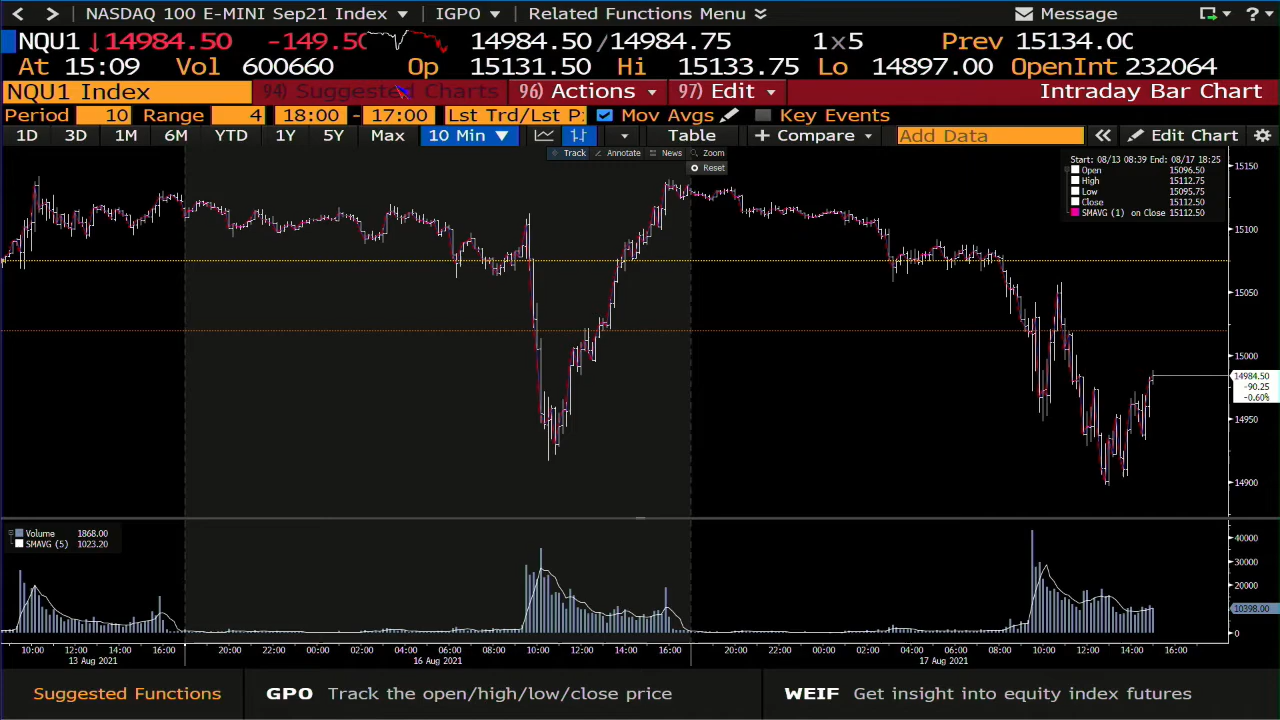 < > NASDAQ 100 E-MINI Sep21 Index ▾ IGPO ▾ Related Functions Menu Message ?
NQU1 ↓14984.50 -149.50 14984.50/14984.75 1x5 Prev 15134.00
At 15:09 Vol 600660 Op 15131.50 Hi 15133.75 Lo 14897.00 OpenInt 232064
NQU1 Index 94) Suggested Charts 96) Actions 97) Edit Intraday Bar Chart
Period 10 Range 4 18:00 - 17:00 Lst Trd/Lst P Mov Avgs Key Events
1D 3D 1M 6M YTD 1Y 5Y Max 10 Min ▼ Table + Compare Add Data « Edit Chart
Track Annotate News Zoom
Reset
Start: 08/13 08:39 End: 08/17 18:25
Open 15096.50
High 15112.75
Low 15095.75
Close 15112.50
SMAVG (1) on Close 15112.50
15150
15100
15050
15000
14984.50
-90.25
-0.60%
14950
14900
Volume 1868.00
SMAVG (5) 1023.20
40000
30000
20000
10398.00
0
10:00 12:00 14:00 16:00 20:00 22:00 00:00 02:00 04:00 06:00 08:00 10:00 12:00 14:00 16:00 20:00 22:00 00:00 02:00 04:00 06:00 08:00 10:00 12:00 14:00 16:00
13 Aug 2021 16 Aug 2021 17 Aug 2021
Suggested Functions GPO Track the open/high/low/close price WEIF Get insight into equity index futures